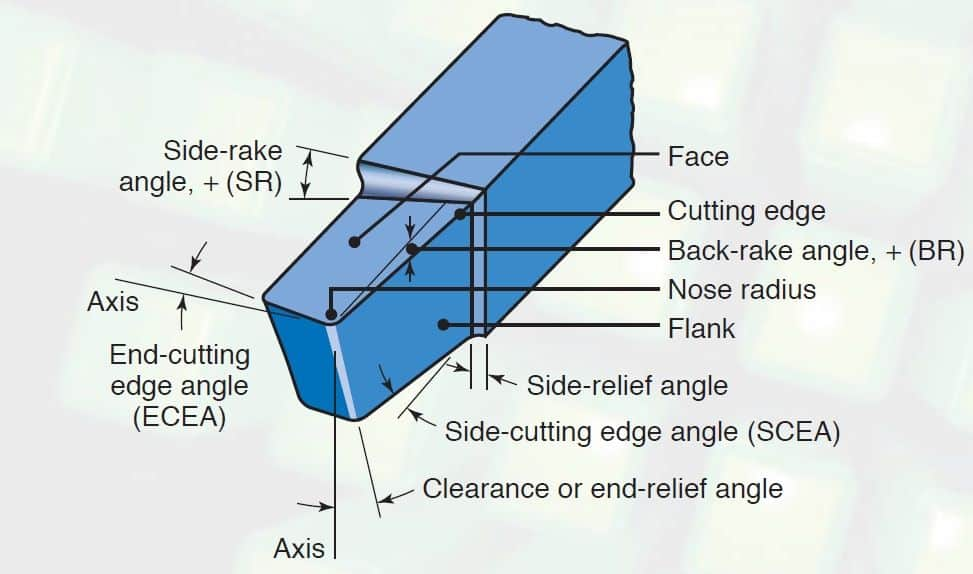 Side-rake
angle, + (SR)
Face
Cutting edge
Back-rake angle, + (BR)
Nose radius
Flank
Axis
End-cutting
edge angle
(ECEA)
Side-relief angle
Side-cutting edge angle (SCEA)
Clearance or end-relief angle
Axis